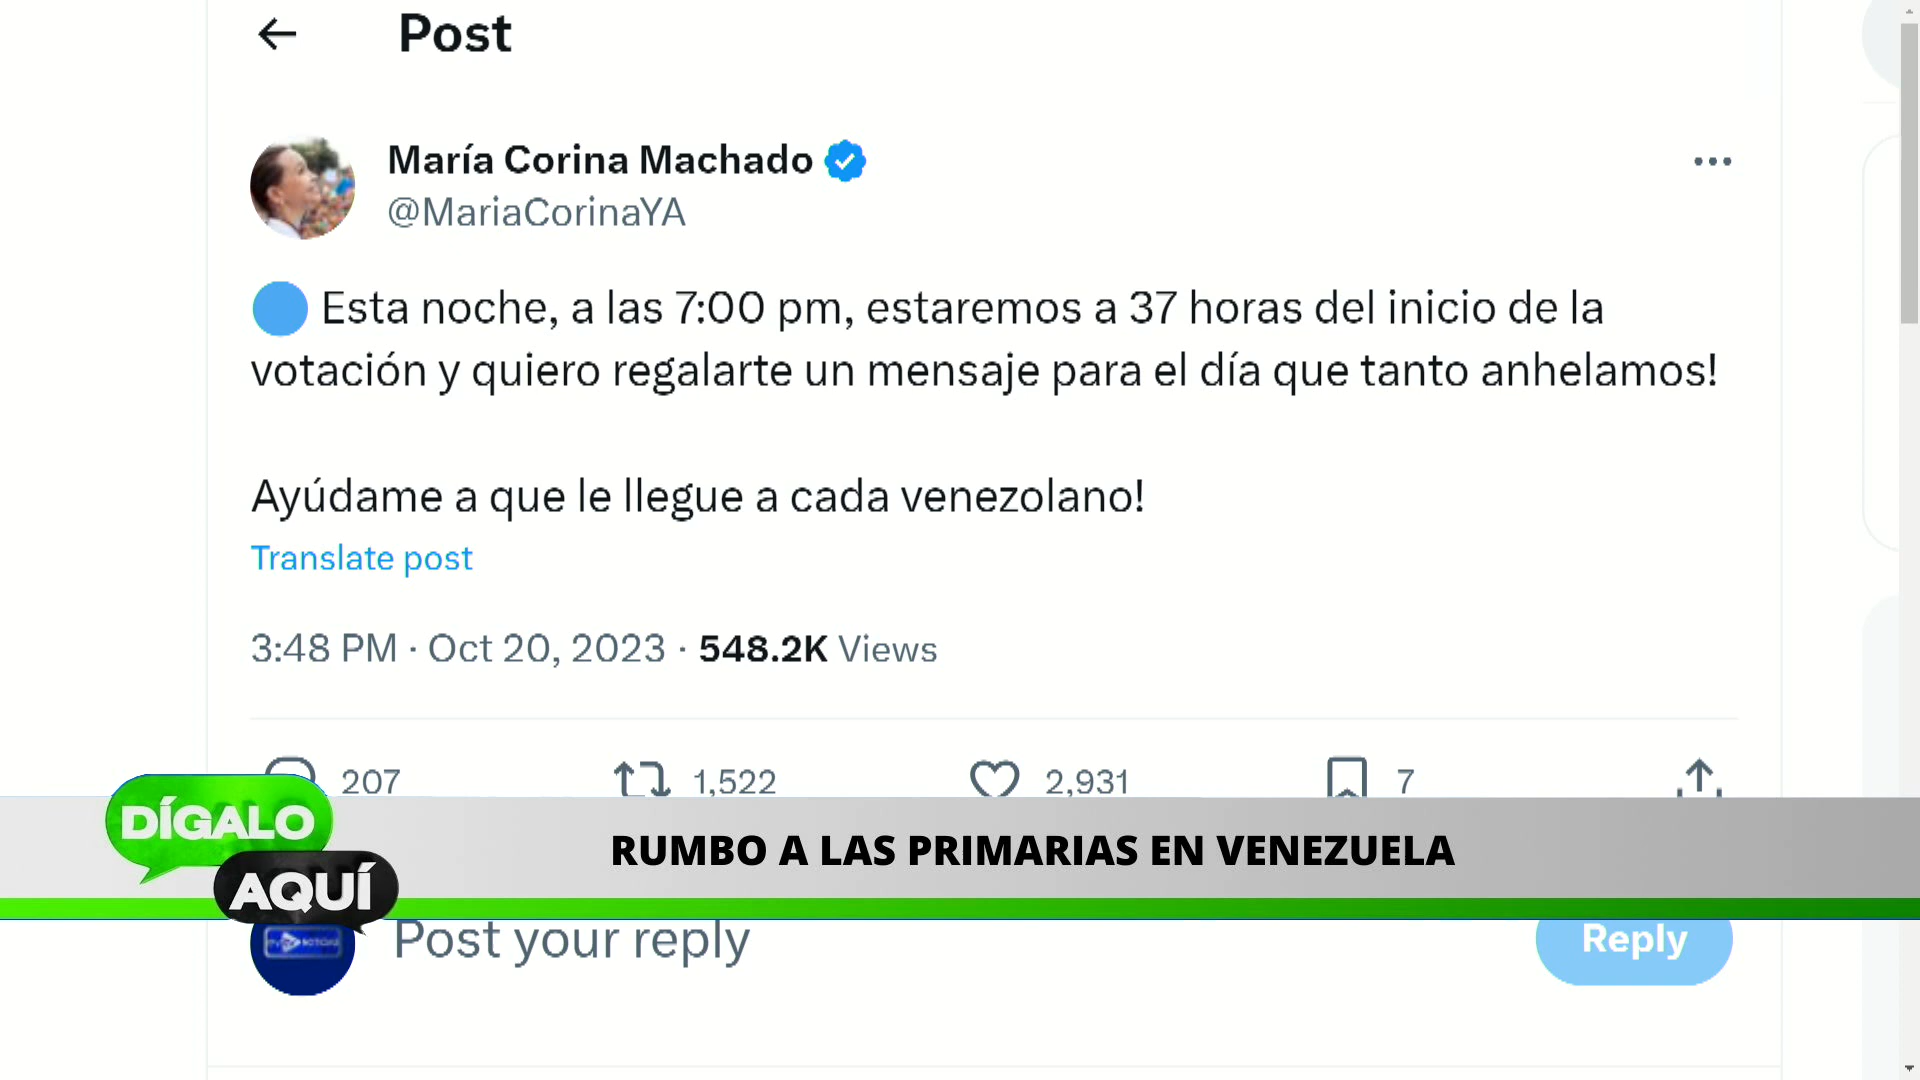 Post
María Corina Machado
@MariaCorinaYA
Esta noche, a las 7:00 pm, estaremos a 37 horas del inicio de la
votación y quiero regalarte un mensaje para el día que tanto anhelamos!
Ayúdame a que le llegue a cada venezolano!
Translate post
3:48 PM · Oct 20, 2023 · 548.2K Views
207 1,522 2,931 7
DÍGALO
AQUÍ
RUMBO A LAS PRIMARIAS EN VENEZUELA
Post your reply
Reply